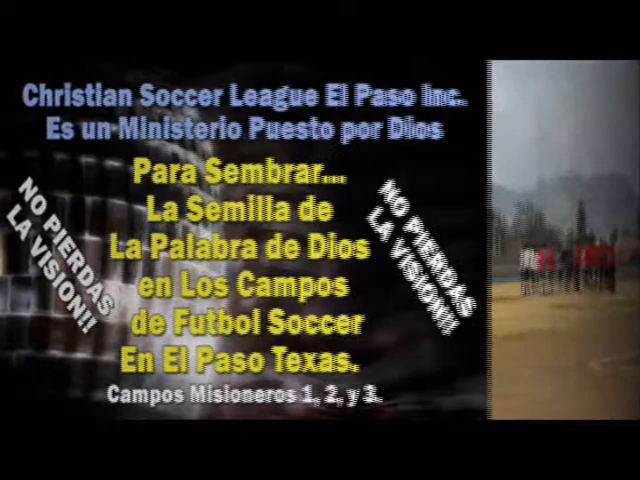 Christian Soccer League El Paso Inc.
Es un Ministerio Puesto por Dios
Para Sembrar...
La Semilla de
La Palabra de Dios
en Los Campos
de Futbol Soccer
En El Paso Texas.
Campos Misioneros 1, 2, y 3.
NO PIERDAS
LA VISION!!
NO PIERDAS
LA VISION!!